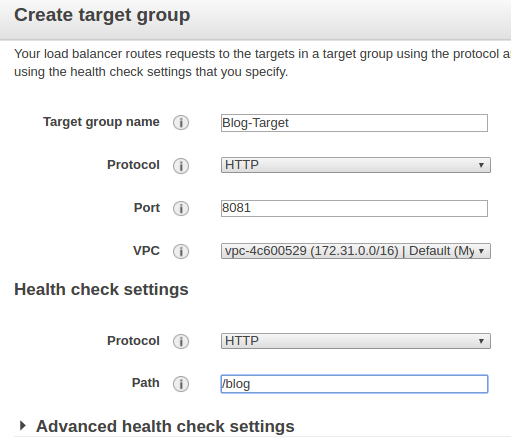 Create target group
Your load balancer routes requests to the targets in a target group using the protocol a
using the health check settings that you specify.
Target group name
Blog-Target
Protocol
HTTP
Port
8081
VPC
vpc-4c600529 (172.31.0.0/16) | Default (My
Health check settings
Protocol
HTTP
Path
/blog
Advanced health check settings